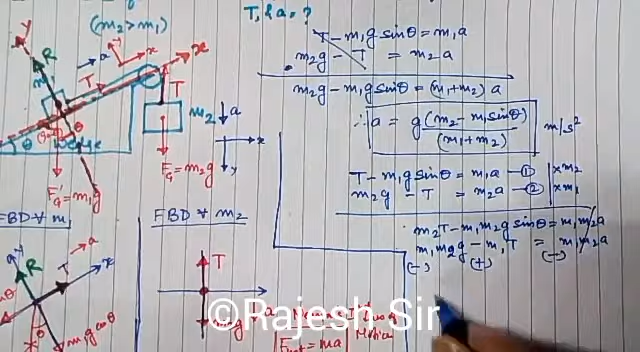 T, & a = ?
(m₂>m₁)
T - m₁g sinθ = m₁a
m₂g - T = m₂a
m₂g - m₁g sinθ = (m₁+m₂) a
∴ a = g(m₂ - m₁ sinθ) / (m₁+m₂) m/s²
T - m₁g sinθ = m₁a — ① | ×m₂
m₂g - T = m₂a — ② | ×m₁
m₂T - m₁m₂g sinθ = m₁m₂a
m₁m₂g - m₁T = m₁m₂a
(-) (+) (-)
y
R
a
x
x
T
T
m₂ ↓a
θ
θ
x
y
F'G = m₁g
FG = m₂g
FBD of m₁
FBD of m₂
R
T
a
x
m₁g cosθ
T
m₂g
a
Fnet = ma
Motion
©Rajesh Sir